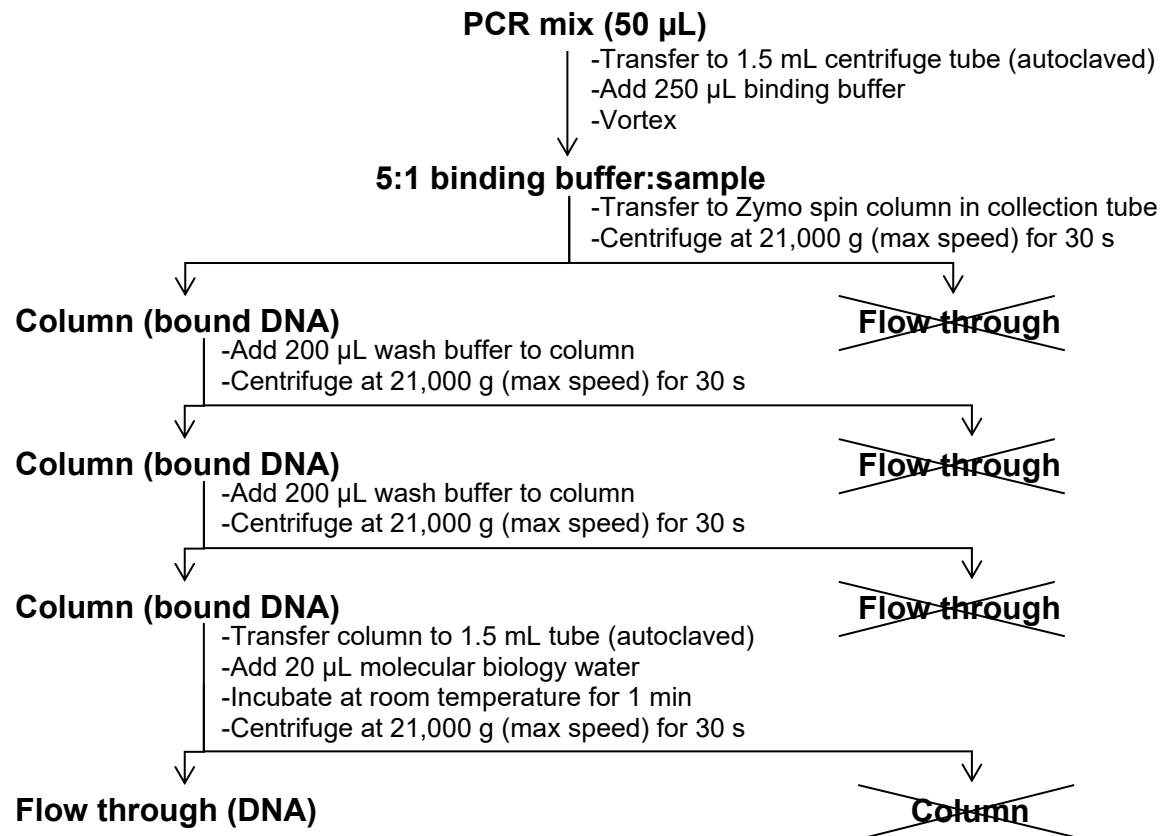 PCR mix (50 µL)
-Transfer to 1.5 mL centrifuge tube (autoclaved)
-Add 250 µL binding buffer
-Vortex
5:1 binding buffer:sample
-Transfer to Zymo spin column in collection tube
-Centrifuge at 21,000 g (max speed) for 30 s
Column (bound DNA)
Flow through
-Add 200 µL wash buffer to column
-Centrifuge at 21,000 g (max speed) for 30 s
Column (bound DNA)
Flow through
-Add 200 µL wash buffer to column
-Centrifuge at 21,000 g (max speed) for 30 s
Column (bound DNA)
Flow through
-Transfer column to 1.5 mL tube (autoclaved)
-Add 20 µL molecular biology water
-Incubate at room temperature for 1 min
-Centrifuge at 21,000 g (max speed) for 30 s
Flow through (DNA)
Column